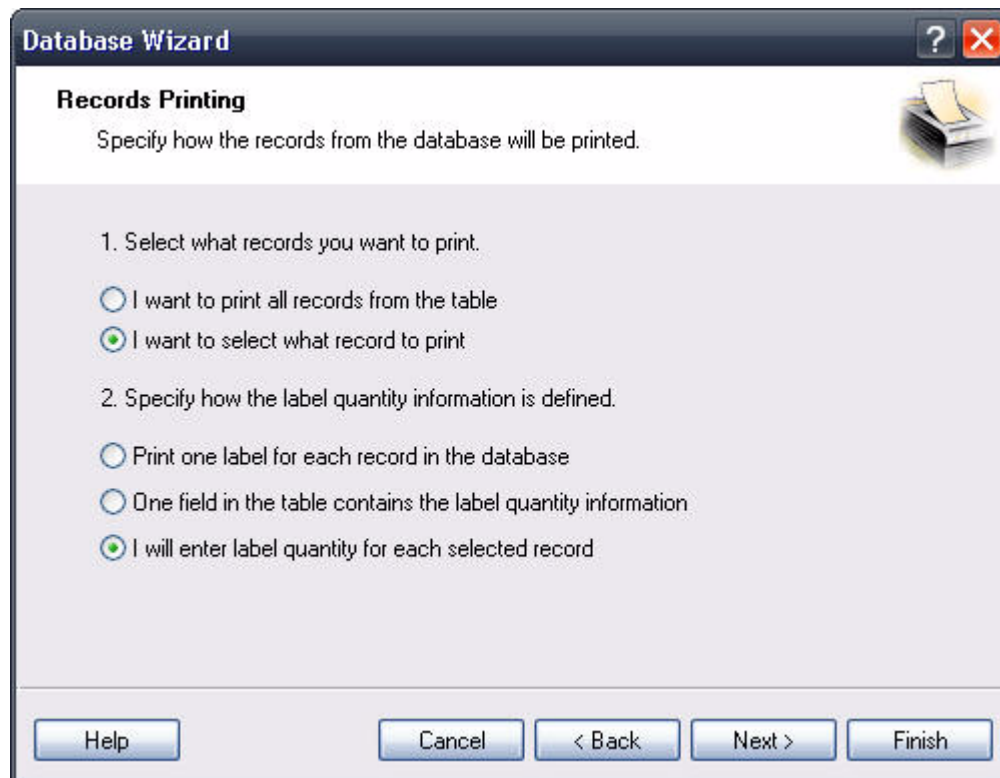 Database Wizard
?
Records Printing
Specify how the records from the database will be printed.
1. Select what records you want to print.
I want to print all records from the table
I want to select what record to print
2. Specify how the label quantity information is defined.
Print one label for each record in the database
One field in the table contains the label quantity information
I will enter label quantity for each selected record
Help Cancel < Back Next > Finish